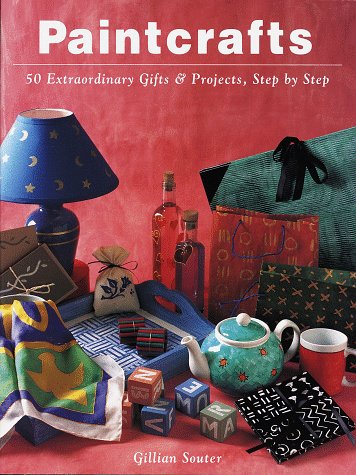 Paintcrafts
50 Extraordinary Gifts & Projects, Step by Step
N
A
M
E
R
A
Gillian Souter